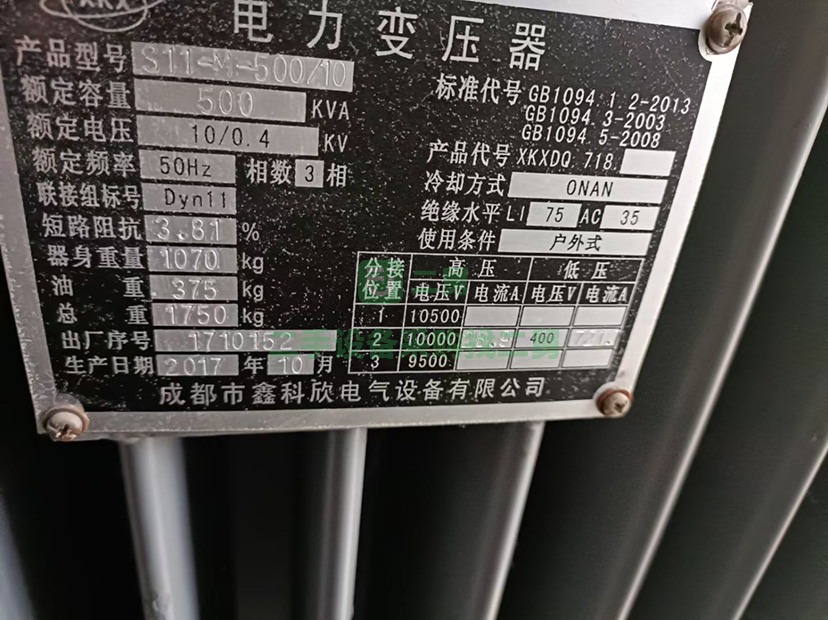 XKX
电力变压器
产品型号 S11-M-500/10
额定容量 500 KVA
额定电压 10/0.4 KV
额定频率 50Hz 相数 3 相
联接组标号 Dyn11
短路阻抗 3.81 %
器身重量 1070 kg
油 重 375 kg
总 重 1750 kg
出厂序号 1710152
生产日期 2017 年 10 月
标准代号 GB1094.1.2-2013
GB1094.3-2003
GB1094.5-2008
产品代号 XKXDQ.718.
冷却方式 ONAN
绝缘水平 LI 75 AC 35
使用条件 户外式
分接位置 高压 低压
电压V 电流A 电压V 电流A
1 10500
2 10000 400
3 9500
成都市鑫科欣电气设备有限公司